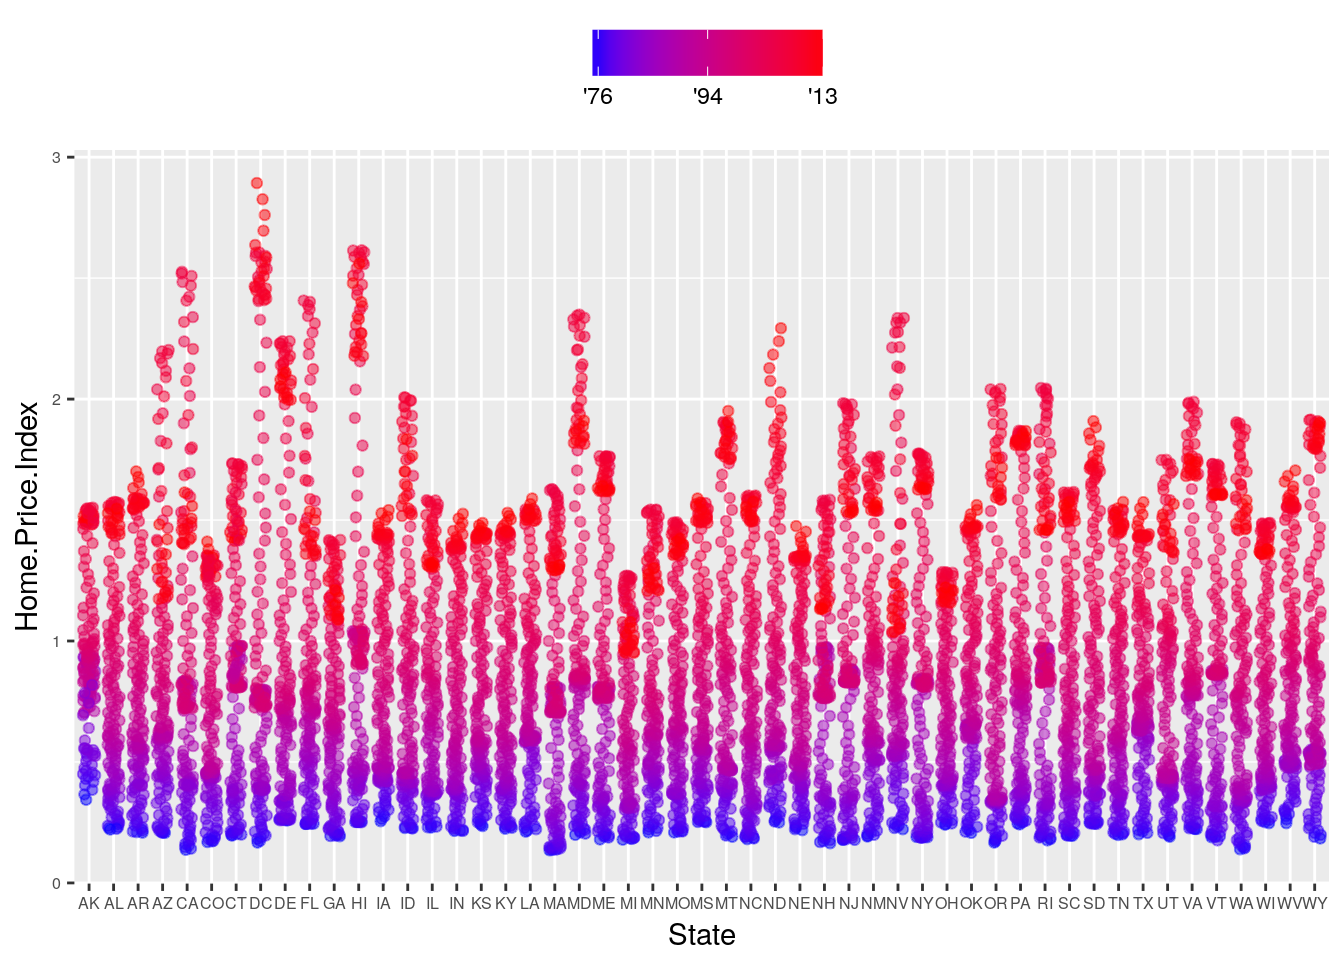 '76 '94 '13
3
2
1
0
Home.Price.Index
AK AL AR AZ CA CO CT DC DE FL GA HI IA ID IL IN KS KY LA MA MD ME MI MN MO MS MT NC ND NE NH NJ NM NV NY OH OK OR PA RI SC SD TN TX UT VA VT WA WI WV WY
State